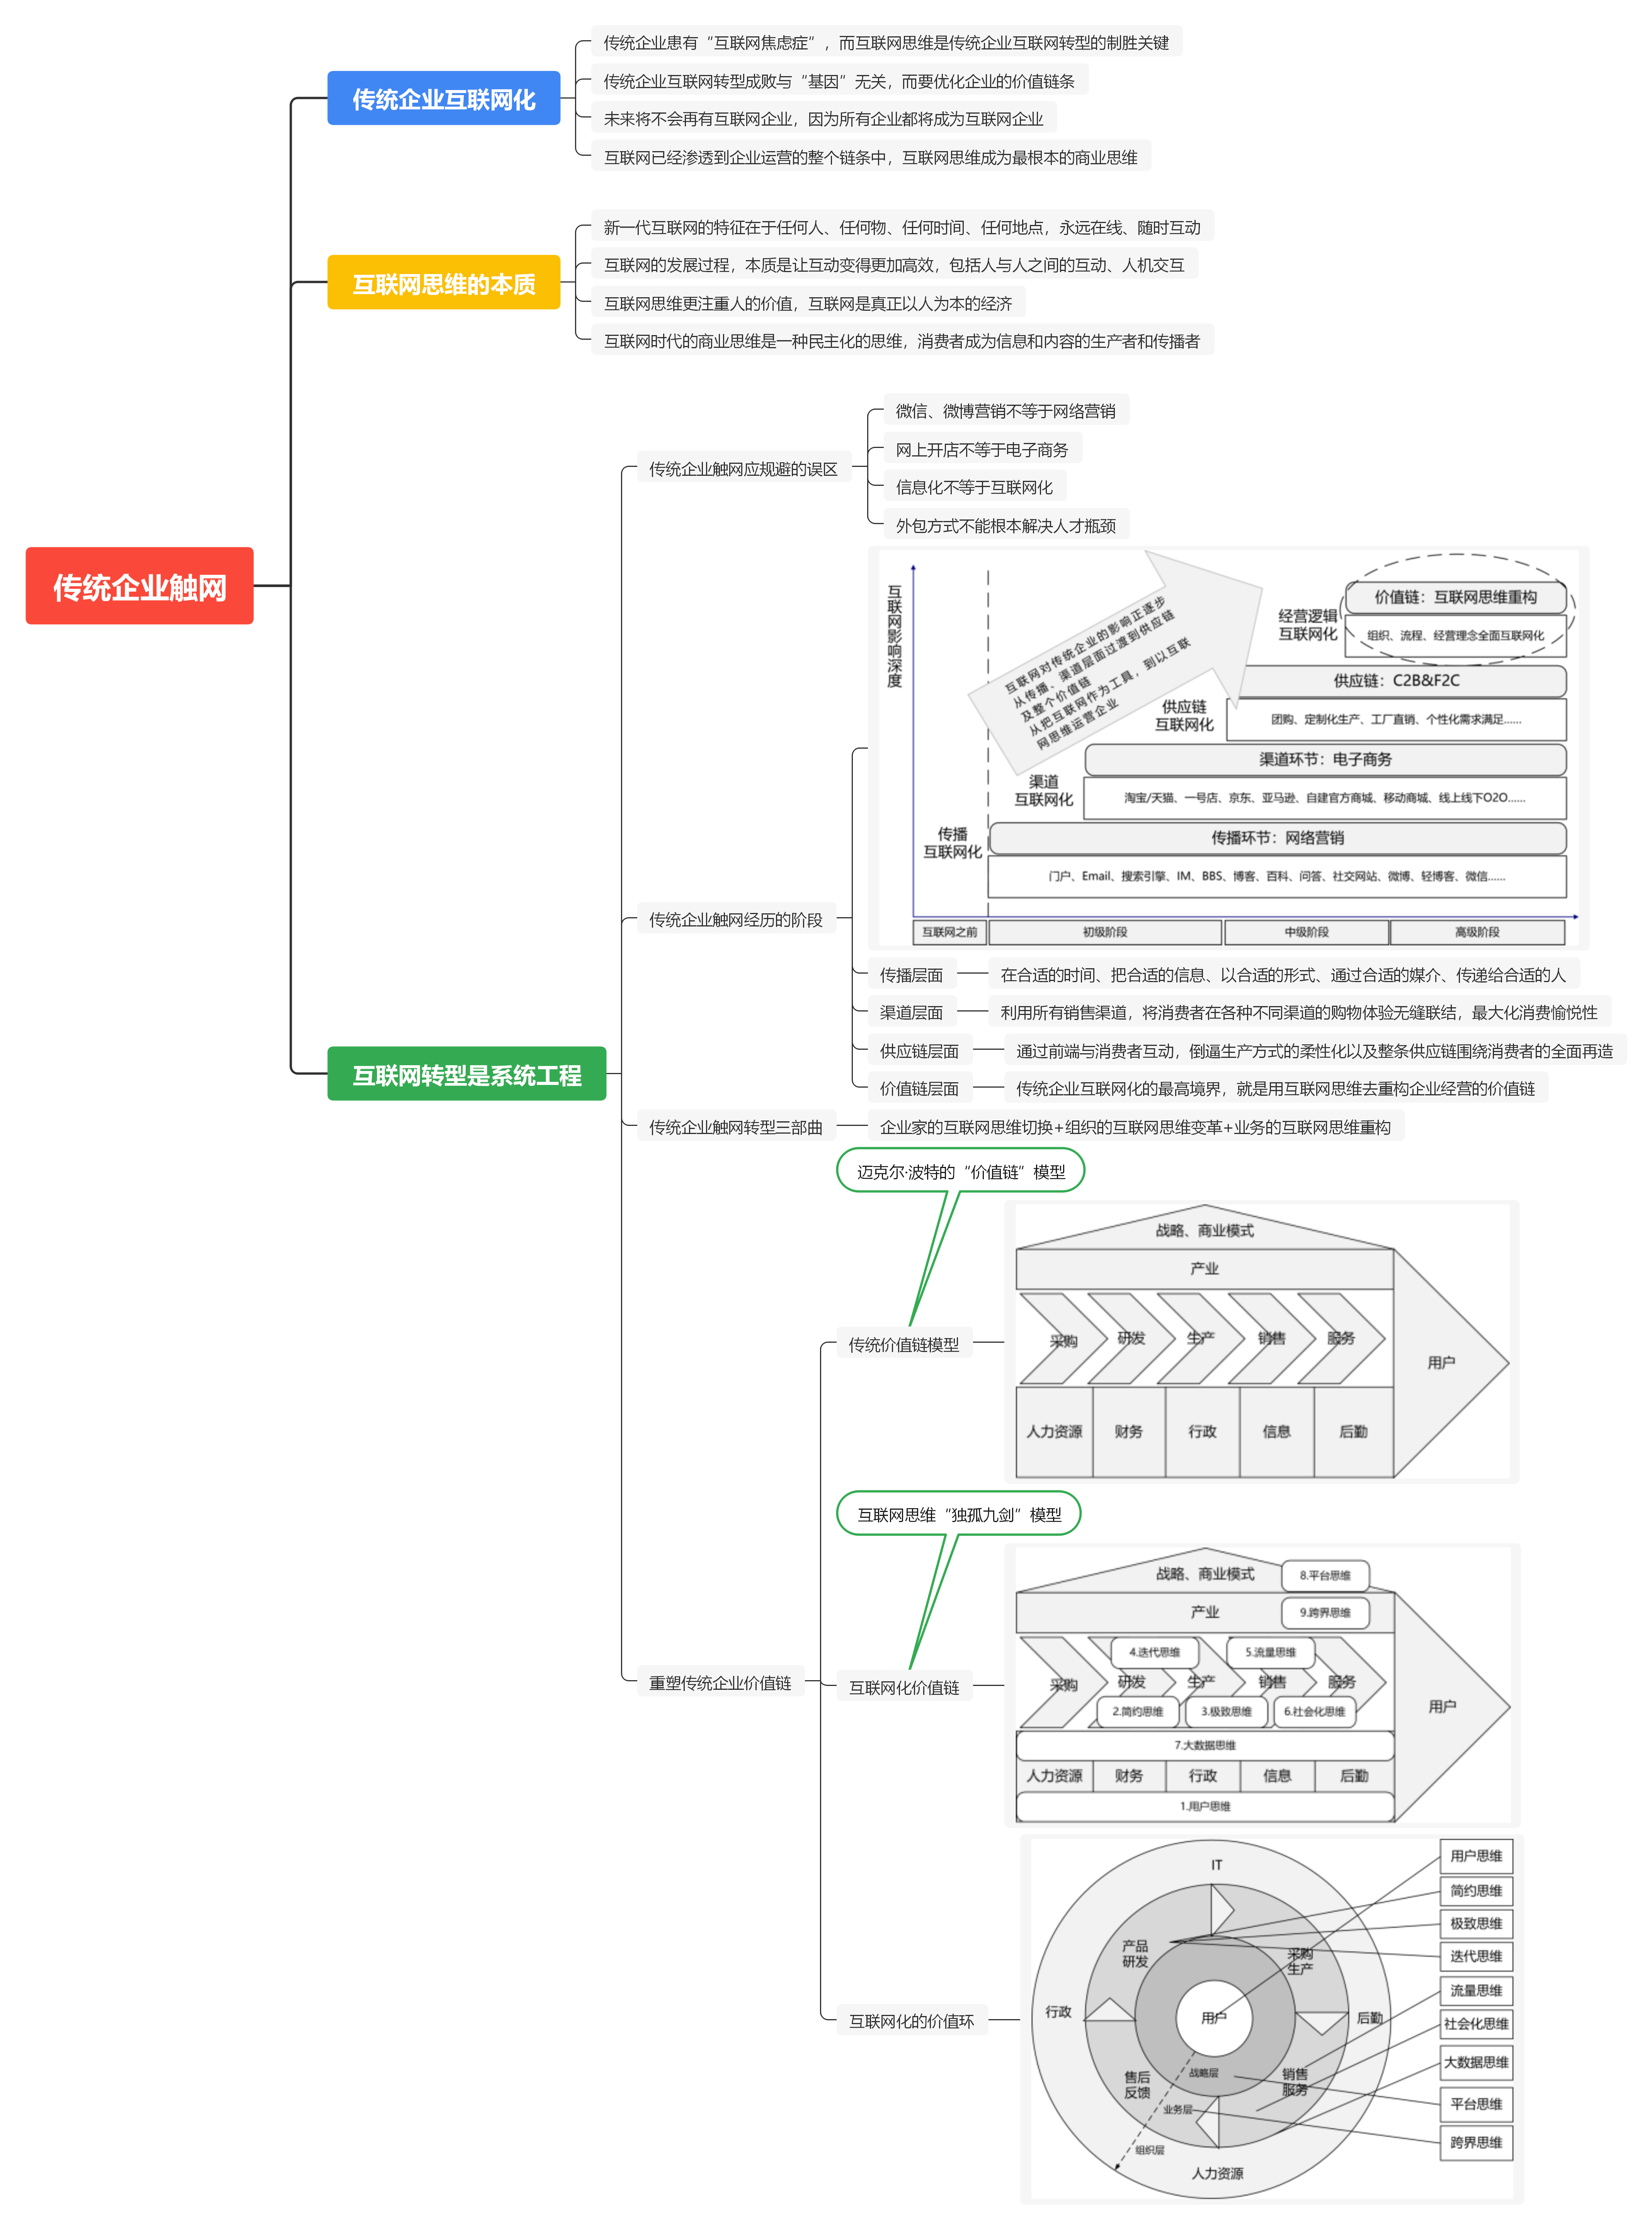 传统企业触网
传统企业互联网化
传统企业患有“互联网焦虑症”，而互联网思维是传统企业互联网转型的制胜关键
传统企业互联网转型成败与“基因”无关，而要优化企业的价值链条
未来将不会再有互联网企业，因为所有企业都将成为互联网企业
互联网已经渗透到企业运营的整个链条中，互联网思维成为最根本的商业思维
互联网思维的本质
新一代互联网的特征在于任何人、任何物、任何时间、任何地点，永远在线、随时互动
互联网的发展过程，本质是让互动变得更加高效，包括人与人之间的互动、人机交互
互联网思维更注重人的价值，互联网是真正以人为本的经济
互联网时代的商业思维是一种民主化的思维，消费者成为信息和内容的生产者和传播者
互联网转型是系统工程
传统企业触网应规避的误区
微信、微博营销不等于网络营销
网上开店不等于电子商务
信息化不等于互联网化
外包方式不能根本解决人才瓶颈
传统企业触网经历的阶段
互联网影响深度
互联网对传统企业的影响正逐步
从传播、渠道层面过渡到供应链
及整个价值链
从把互联网作为工具，到以互联
网思维运营企业
经营逻辑
互联网化
价值链：互联网思维重构
组织、流程、经营理念全面互联网化
供应链
互联网化
供应链：C2B&F2C
团购、定制化生产、工厂直销、个性化需求满足......
渠道
互联网化
渠道环节：电子商务
淘宝/天猫、一号店、京东、亚马逊、自建官方商城、移动商城、线上线下O2O......
传播
互联网化
传播环节：网络营销
门户、Email、搜索引擎、IM、BBS、博客、百科、问答、社交网站、微博、轻博客、微信......
互联网之前
初级阶段
中级阶段
高级阶段
传播层面
在合适的时间、把合适的信息、以合适的形式、通过合适的媒介、传递给合适的人
渠道层面
利用所有销售渠道，将消费者在各种不同渠道的购物体验无缝联结，最大化消费愉悦性
供应链层面
通过前端与消费者互动，倒逼生产方式的柔性化以及整条供应链围绕消费者的全面再造
价值链层面
传统企业互联网化的最高境界，就是用互联网思维去重构企业经营的价值链
传统企业触网转型三部曲
企业家的互联网思维切换+组织的互联网思维变革+业务的互联网思维重构
重塑传统企业价值链
迈克尔·波特的“价值链”模型
传统价值链模型
战略、商业模式
产业
采购
研发
生产
销售
服务
用户
人力资源
财务
行政
信息
后勤
互联网思维“独孤九剑”模型
互联网化价值链
战略、商业模式
8.平台思维
产业
9.跨界思维
4.迭代思维
5.流量思维
采购
研发
生产
销售
服务
用户
2.简约思维
3.极致思维
6.社会化思维
7.大数据思维
人力资源
财务
行政
信息
后勤
1.用户思维
互联网化的价值环
IT
产品
研发
采购
生产
行政
用户
后勤
售后
反馈
战略层
销售
服务
业务层
组织层
人力资源
用户思维
简约思维
极致思维
迭代思维
流量思维
社会化思维
大数据思维
平台思维
跨界思维